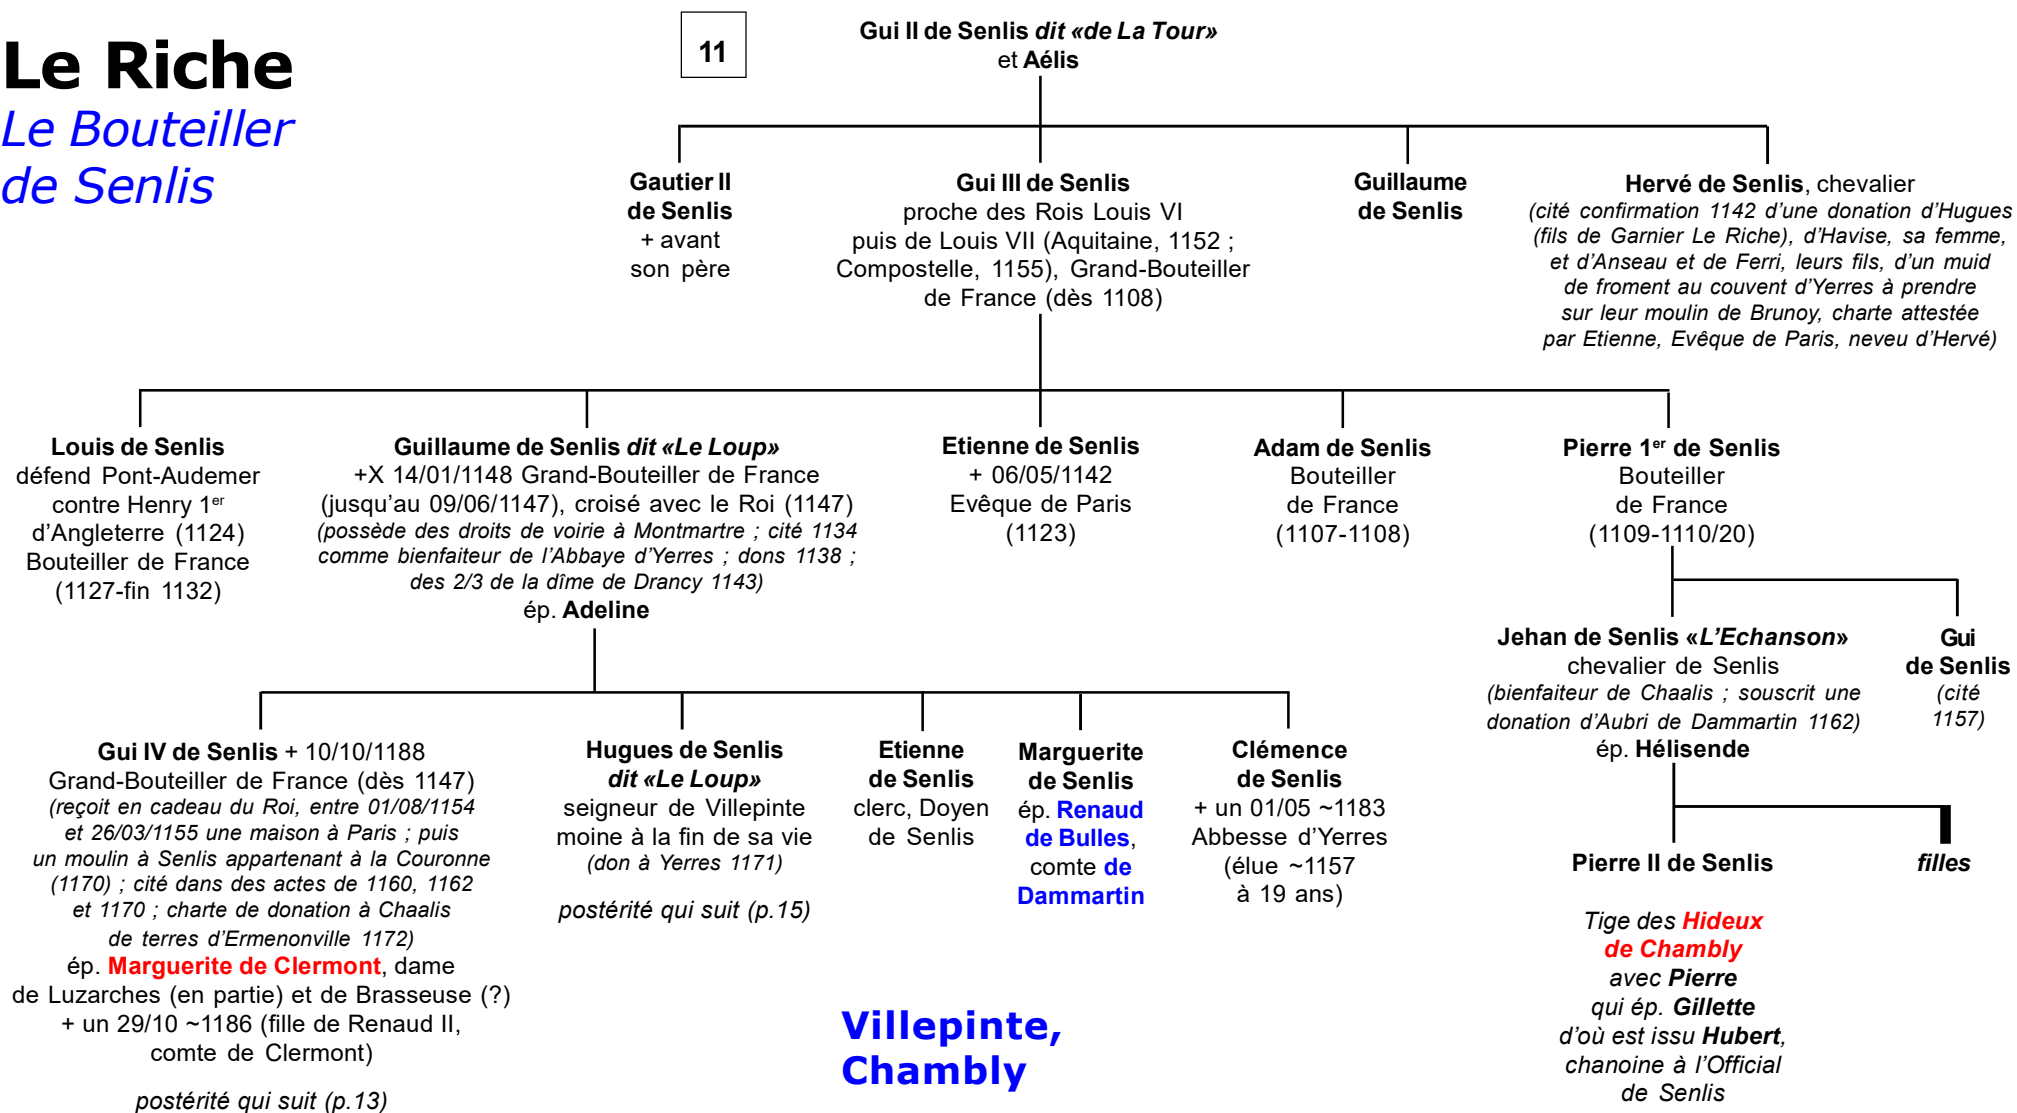 Le Riche
Le Bouteiller
de Senlis
11
Gui II de Senlis dit «de La Tour»
et Aélis
Gautier II
de Senlis
+ avant
son père
Gui III de Senlis
proche des Rois Louis VI
puis de Louis VII (Aquitaine, 1152 ;
Compostelle, 1155), Grand-Bouteiller
de France (dès 1108)
Guillaume
de Senlis
Hervé de Senlis, chevalier
(cité confirmation 1142 d’une donation d’Hugues
(fils de Garnier Le Riche), d’Havise, sa femme,
et d’Anseau et de Ferri, leurs fils, d’un muid
de froment au couvent d’Yerres à prendre
sur leur moulin de Brunoy, charte attestée
par Etienne, Evêque de Paris, neveu d’Hervé)
Louis de Senlis
défend Pont-Audemer
contre Henry 1er
d’Angleterre (1124)
Bouteiller de France
(1127-fin 1132)
Guillaume de Senlis dit «Le Loup»
+X 14/01/1148 Grand-Bouteiller de France
(jusqu’au 09/06/1147), croisé avec le Roi (1147)
(possède des droits de voirie à Montmartre ; cité 1134
comme bienfaiteur de l’Abbaye d’Yerres ; dons 1138 ;
des 2/3 de la dîme de Drancy 1143)
ép. Adeline
Etienne de Senlis
+ 06/05/1142
Evêque de Paris
(1123)
Adam de Senlis
Bouteiller
de France
(1107-1108)
Pierre 1er de Senlis
Bouteiller
de France
(1109-1110/20)
Jehan de Senlis «L’Echanson»
chevalier de Senlis
(bienfaiteur de Chaalis ; souscrit une
donation d’Aubri de Dammartin 1162)
ép. Hélisende
Gui
de Senlis
(cité
1157)
Gui IV de Senlis + 10/10/1188
Grand-Bouteiller de France (dès 1147)
(reçoit en cadeau du Roi, entre 01/08/1154
et 26/03/1155 une maison à Paris ; puis
un moulin à Senlis appartenant à la Couronne
(1170) ; cité dans des actes de 1160, 1162
et 1170 ; charte de donation à Chaalis
de terres d’Ermenonville 1172)
ép. Marguerite de Clermont, dame
de Luzarches (en partie) et de Brasseuse (?)
+ un 29/10 ~1186 (fille de Renaud II,
comte de Clermont)
postérité qui suit (p.13)
Hugues de Senlis
dit «Le Loup»
seigneur de Villepinte
moine à la fin de sa vie
(don à Yerres 1171)
postérité qui suit (p.15)
Etienne
de Senlis
clerc, Doyen
de Senlis
Marguerite
de Senlis
ép. Renaud
de Bulles,
comte de
Dammartin
Clémence
de Senlis
+ un 01/05 ~1183
Abbesse d’Yerres
(élue ~1157
à 19 ans)
Pierre II de Senlis
Tige des Hideux
de Chambly
avec Pierre
qui ép. Gillette
d’où est issu Hubert,
chanoine à l’Official
de Senlis
filles
Villepinte,
Chambly